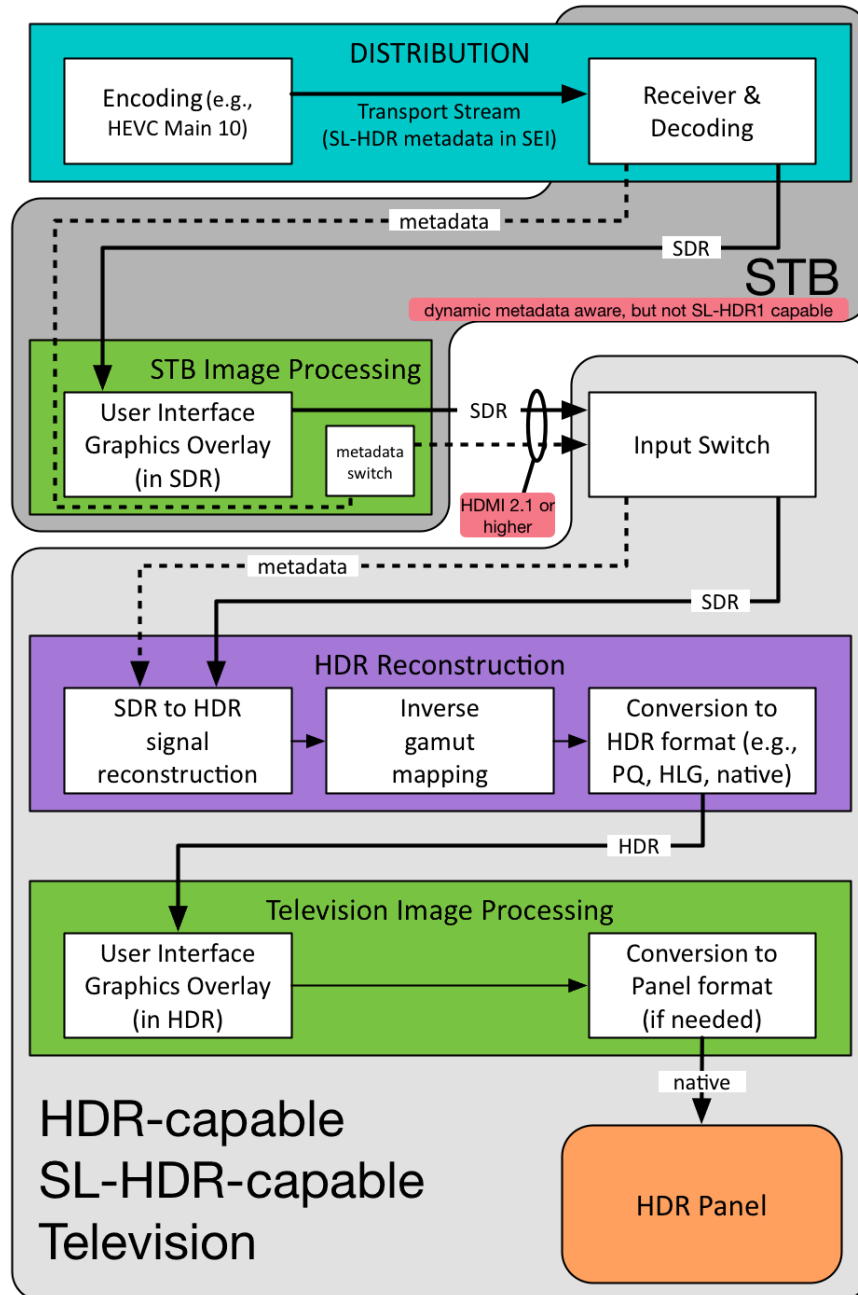 DISTRIBUTION
Encoding (e.g.,
HEVC Main 10)
Transport Stream
(SL-HDR metadata in SEI)
Receiver &
Decoding
metadata
SDR
STB
dynamic metadata aware, but not SL-HDR1 capable
STB Image Processing
User Interface
Graphics Overlay
(in SDR)
metadata
switch
SDR
HDMI 2.1 or
higher
Input Switch
metadata
SDR
HDR Reconstruction
SDR to HDR
signal
reconstruction
Inverse
gamut
mapping
Conversion to
HDR format (e.g.,
PQ, HLG, native)
HDR
Television Image Processing
User Interface
Graphics Overlay
(in HDR)
Conversion to
Panel format
(if needed)
native
HDR-capable
SL-HDR-capable
Television
HDR Panel